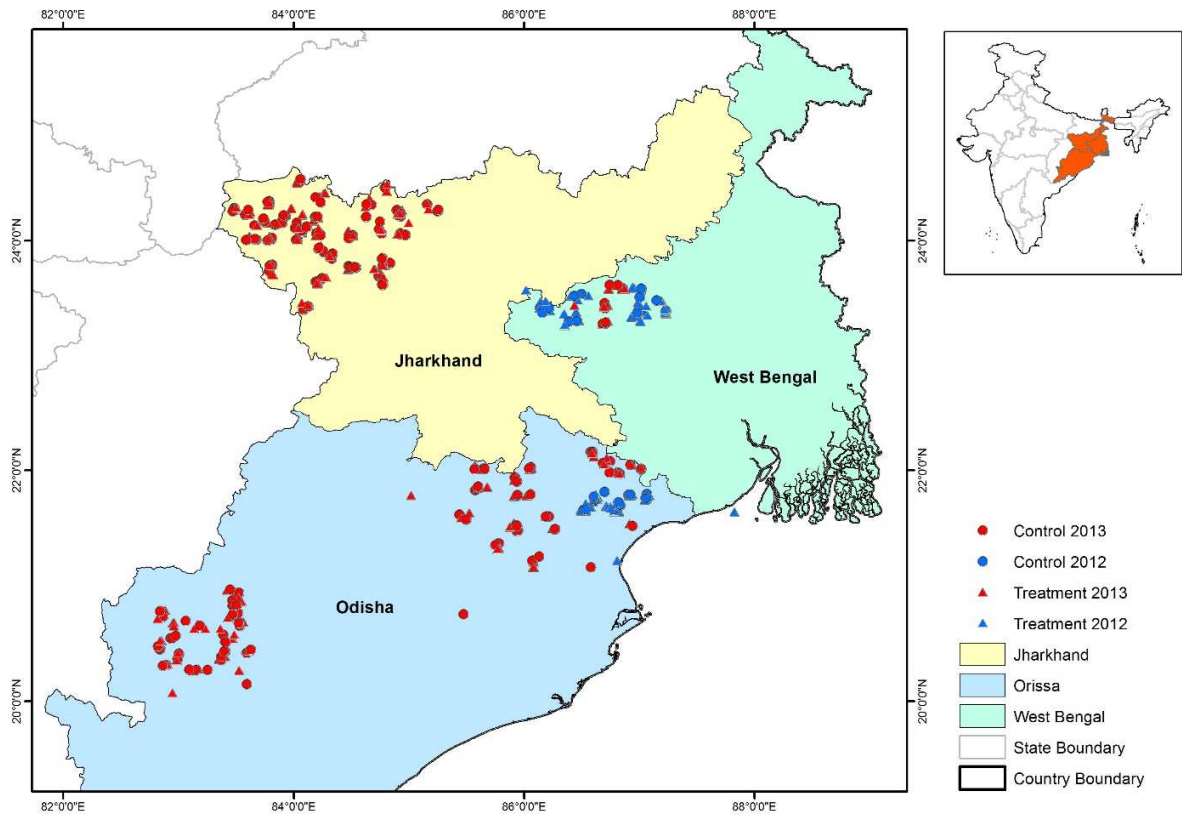 82°0'0"E 84°0'0"E 86°0'0"E 88°0'0"E
24°0'0"N
24°0'0"N
22°0'0"N
22°0'0"N
20°0'0"N
20°0'0"N
Jharkhand
West Bengal
Odisha
Control 2013
Control 2012
Treatment 2013
Treatment 2012
Jharkhand
Orissa
West Bengal
State Boundary
Country Boundary
82°0'0"E 84°0'0"E 86°0'0"E 88°0'0"E